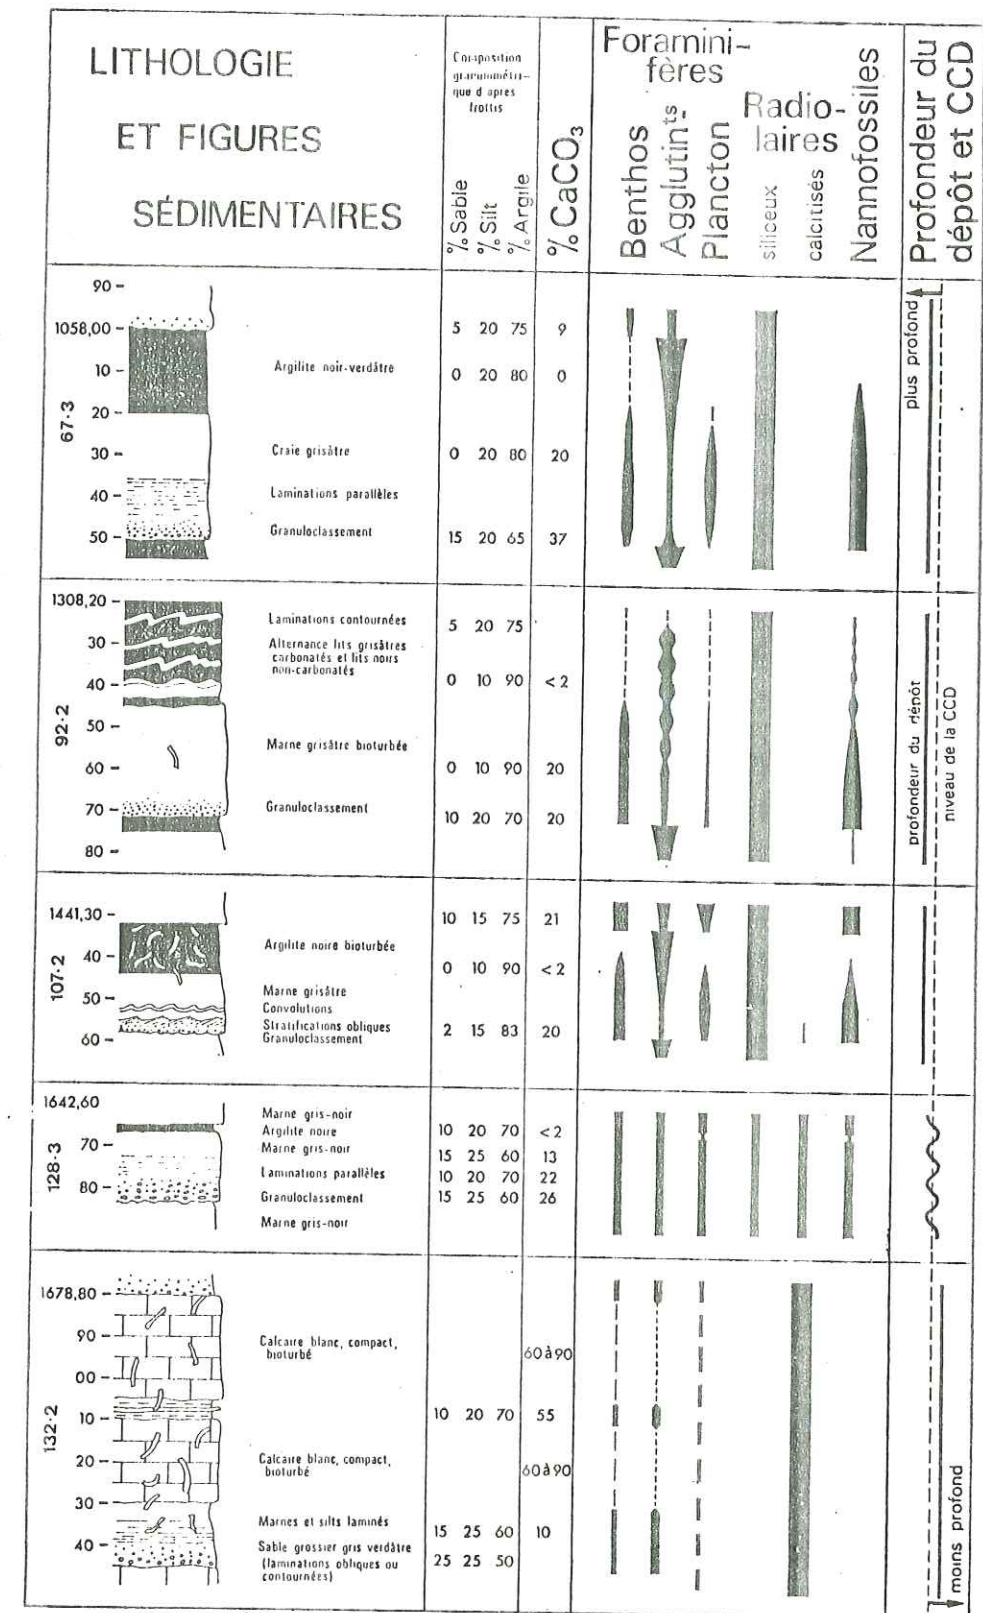 LITHOLOGIE
ET FIGURES
SÉDIMENTAIRES
Composition
granulométri-
que d'apres
frottis
% Sable
% Silt
% Argile
% CaCO3
Foramini-
fères
Benthos
Agglutin.ts
Plancton
Radio-
laires
siliceux
calcitisés
Nannofossiles
Profondeur du
dépôt et CCD
67·3
90
1058,00
5 20 75 9
10
Argilite noir-verdâtre
0 20 80 0
20
30
Craie grisâtre
0 20 80 20
40
Laminations parallèles
50
Granuloclassement
15 20 65 37
plus profond
92·2
1308,20
Laminations contournées
5 20 75
30
Alternance lits grisâtres
carbonatés et lits noirs
non-carbonatés
40
0 10 90 < 2
50
Marne grisâtre bioturbée
60
0 10 90 20
70
Granuloclassement
10 20 70 20
80
profondeur du dépôt
niveau de la CCD
107·2
1441,30
10 15 75 21
Argilite noire bioturbée
40
0 10 90 < 2
Marne grisâtre
50
Convolutions
Stratifications obliques
2 15 83 20
60
Granuloclassement
128·3
1642,60
Marne gris-noir
Argilite noire
10 20 70 < 2
70
Marne gris-noir
15 25 60 13
Laminations parallèles
10 20 70 22
80
Granuloclassement
15 25 60 26
Marne gris-noir
132·2
1678,80
90
Calcaire blanc, compact,
bioturbé
60 à 90
00
10
10 20 70 55
20
Calcaire blanc, compact,
bioturbé
60 à 90
30
Marnes et silts laminés
15 25 60 10
40
Sable grossier gris verdâtre
(laminations obliques ou
contournées)
25 25 50
moins profond